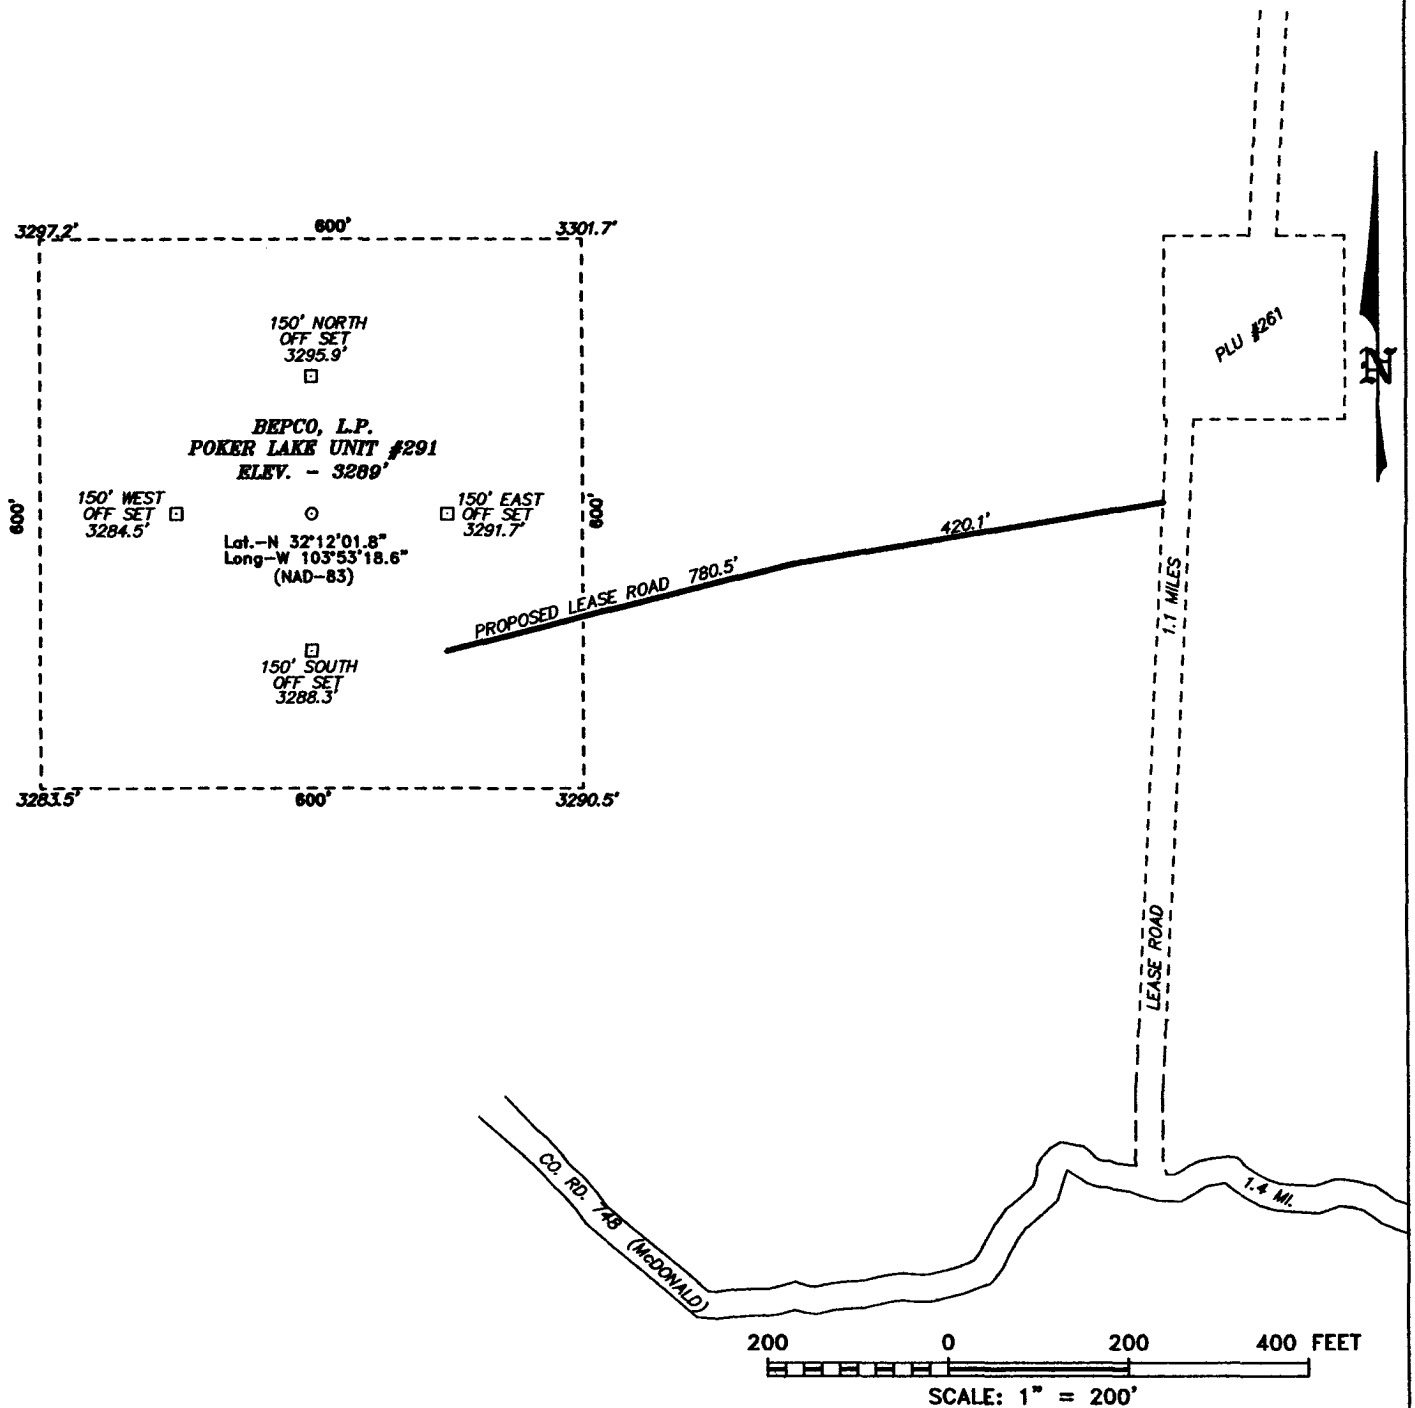 3297.2'
600'
3301.7'
150' NORTH
OFF SET
3295.9'
BEPCO, L.P.
POKER LAKE UNIT #291
ELEV. - 3289'
600'
150' WEST
OFF SET
3284.5'
150' EAST
OFF SET
3291.7'
600'
Lat.-N 32°12'01.8"
Long-W 103°53'18.6"
(NAD-83)
150' SOUTH
OFF SET
3288.3'
3283.5'
600'
3290.5'
PROPOSED LEASE ROAD 780.5'
420.1'
PLU #261
N
1.1 MILES
LEASE ROAD
CO. RD. 748 (McDONALD)
1.4 MI.
200 0 200 400 FEET
SCALE: 1" = 200'